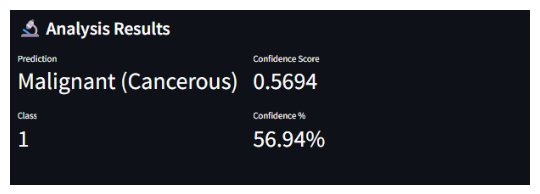 Analysis Results
Prediction
Malignant (Cancerous)
Confidence Score
0.5694
Class
1
Confidence %
56.94%